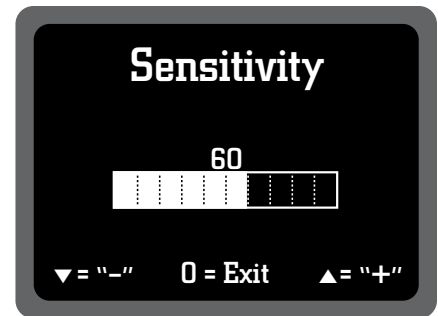 Sensitivity
60
▼= "–" 0 = Exit ▲= "+"